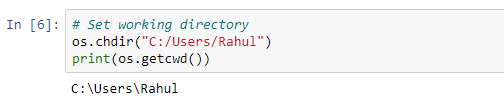 In [6]: # Set working directory
os.chdir("C:/Users/Rahul")
print(os.getcwd())
C:\Users\Rahul